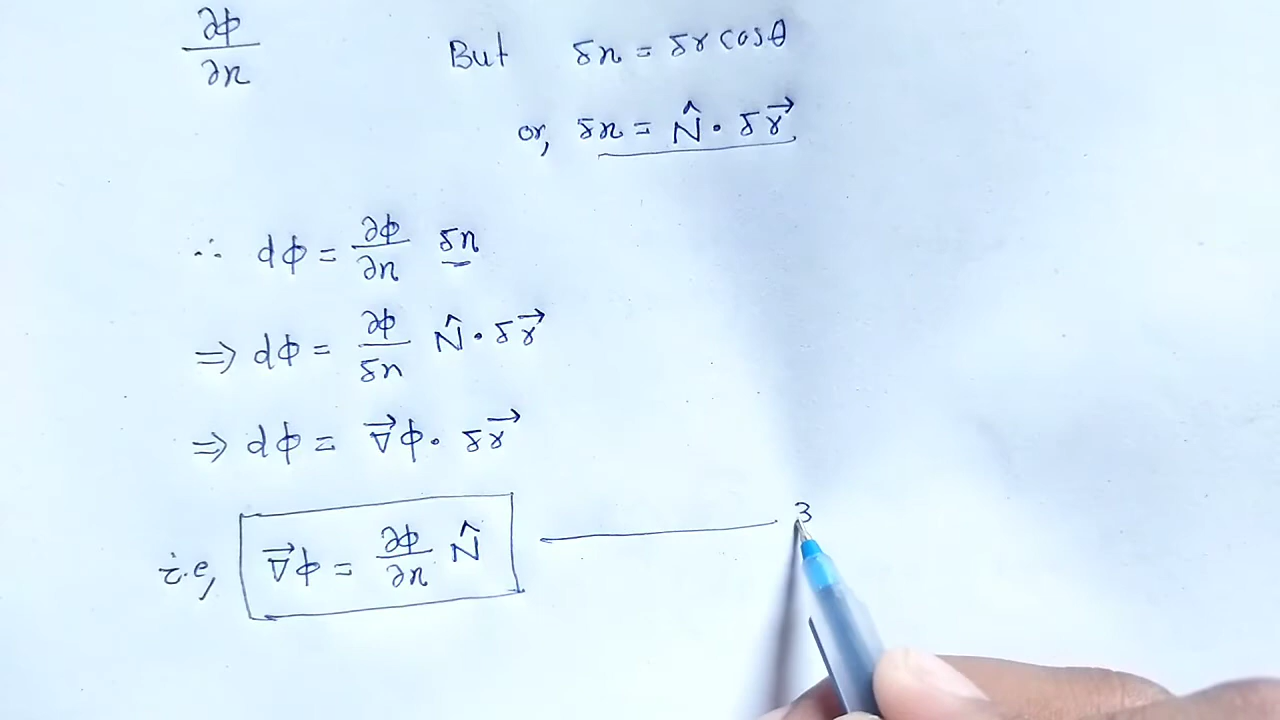 ∂ϕ/∂n
But δn = δr cosθ
or, δn = N̂ · δr⃗
∴ dϕ = ∂ϕ/∂n δn
⇒ dϕ = ∂ϕ/δn N̂ · δr⃗
⇒ dϕ = ∇⃗ϕ · δr⃗
i.e, ∇⃗ϕ = ∂ϕ/∂n N̂ ——— 3